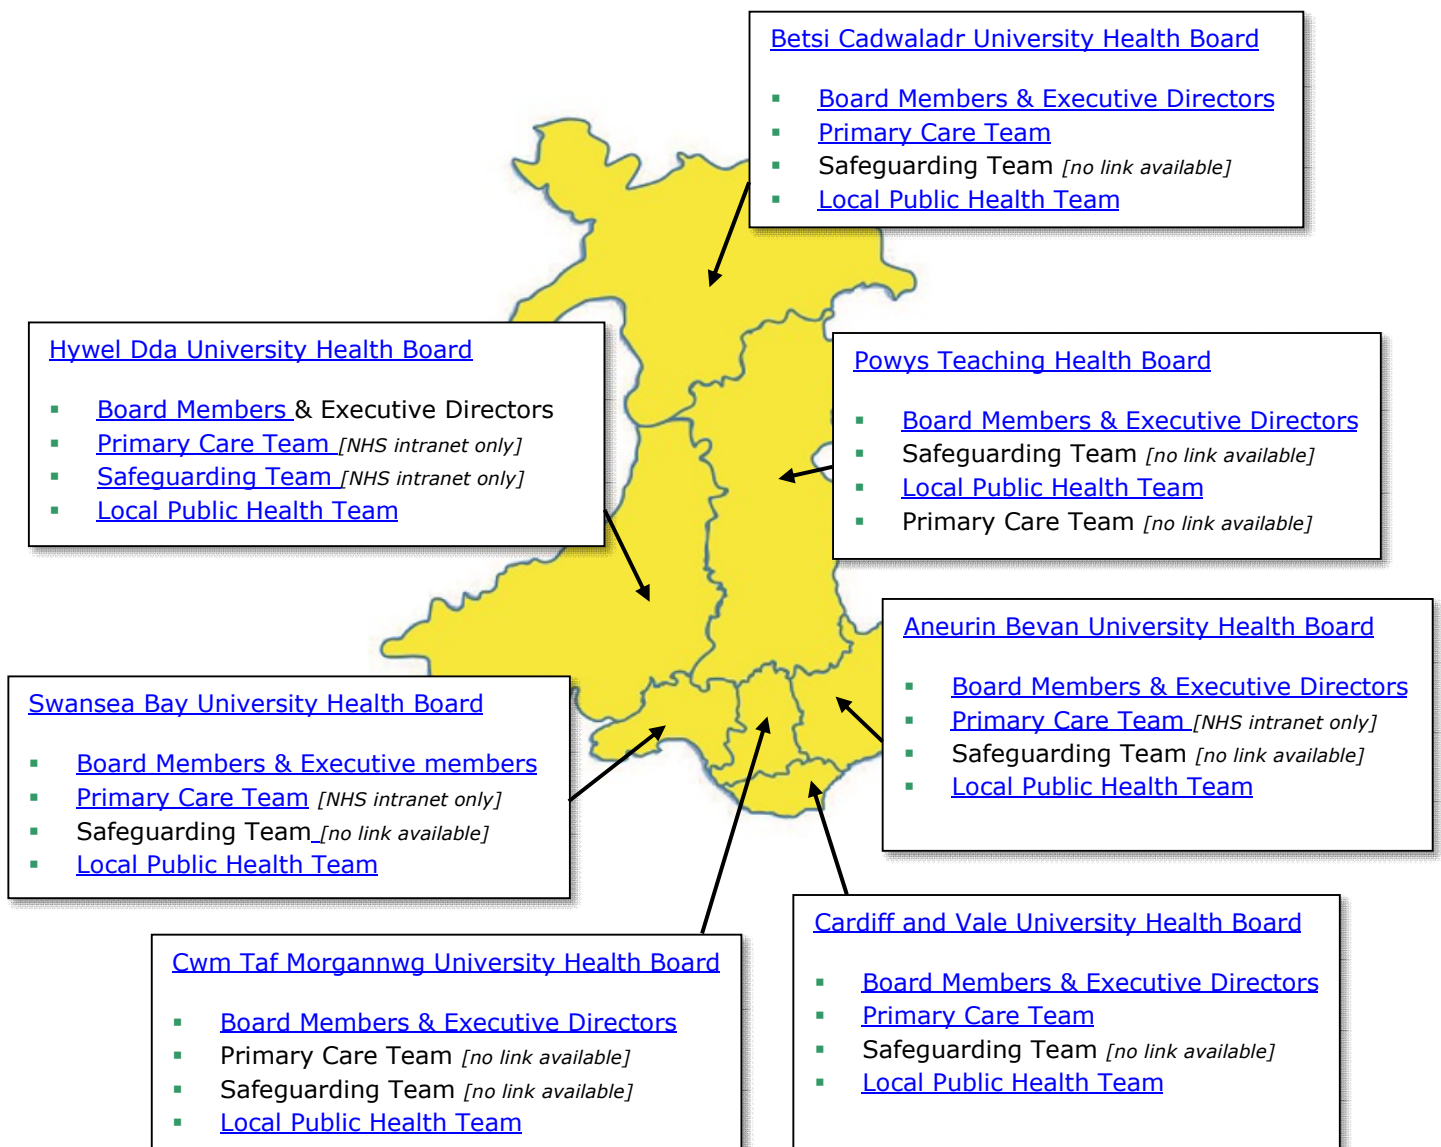 Betsi Cadwaladr University Health Board
▪ Board Members & Executive Directors
▪ Primary Care Team
▪ Safeguarding Team [no link available]
▪ Local Public Health Team
Hywel Dda University Health Board
▪ Board Members & Executive Directors
▪ Primary Care Team [NHS intranet only]
▪ Safeguarding Team [NHS intranet only]
▪ Local Public Health Team
Powys Teaching Health Board
▪ Board Members & Executive Directors
▪ Safeguarding Team [no link available]
▪ Local Public Health Team
▪ Primary Care Team [no link available]
Aneurin Bevan University Health Board
▪ Board Members & Executive Directors
▪ Primary Care Team [NHS intranet only]
▪ Safeguarding Team [no link available]
▪ Local Public Health Team
Swansea Bay University Health Board
▪ Board Members & Executive members
▪ Primary Care Team [NHS intranet only]
▪ Safeguarding Team [no link available]
▪ Local Public Health Team
Cwm Taf Morgannwg University Health Board
▪ Board Members & Executive Directors
▪ Primary Care Team [no link available]
▪ Safeguarding Team [no link available]
▪ Local Public Health Team
Cardiff and Vale University Health Board
▪ Board Members & Executive Directors
▪ Primary Care Team
▪ Safeguarding Team [no link available]
▪ Local Public Health Team